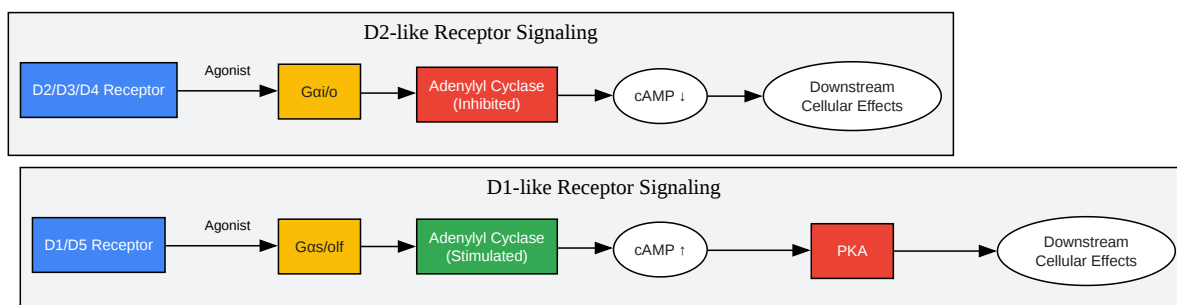 D2-like Receptor Signaling
D2/D3/D4 Receptor
Agonist
Gαi/o
Adenylyl Cyclase
(Inhibited)
cAMP ↓
Downstream
Cellular Effects
D1-like Receptor Signaling
D1/D5 Receptor
Agonist
Gαs/olf
Adenylyl Cyclase
(Stimulated)
cAMP ↑
PKA
Downstream
Cellular Effects